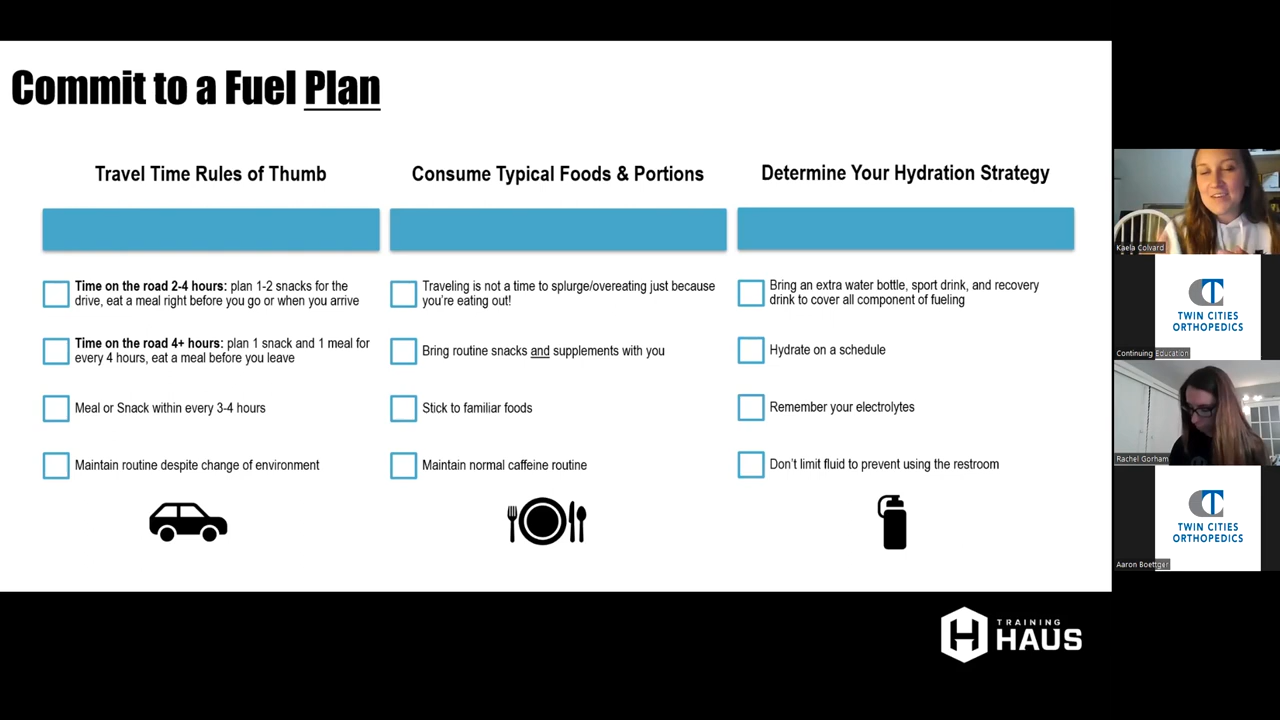 Commit to a Fuel Plan
Travel Time Rules of Thumb
Time on the road 2-4 hours: plan 1-2 snacks for the
drive, eat a meal right before you go or when you arrive
Time on the road 4+ hours: plan 1 snack and 1 meal for
every 4 hours, eat a meal before you leave
Meal or Snack within every 3-4 hours
Maintain routine despite change of environment
Consume Typical Foods & Portions
Traveling is not a time to splurge/overeating just because
you're eating out!
Bring routine snacks and supplements with you
Stick to familiar foods
Maintain normal caffeine routine
Determine Your Hydration Strategy
Bring an extra water bottle, sport drink, and recovery
drink to cover all component of fueling
Hydrate on a schedule
Remember your electrolytes
Don't limit fluid to prevent using the restroom
Kaela Colvard
TWIN CITIES
ORTHOPEDICS
Continuing Education
Rachel Gorham
TWIN CITIES
ORTHOPEDICS
Aaron Boettger
TRAINING
HAUS